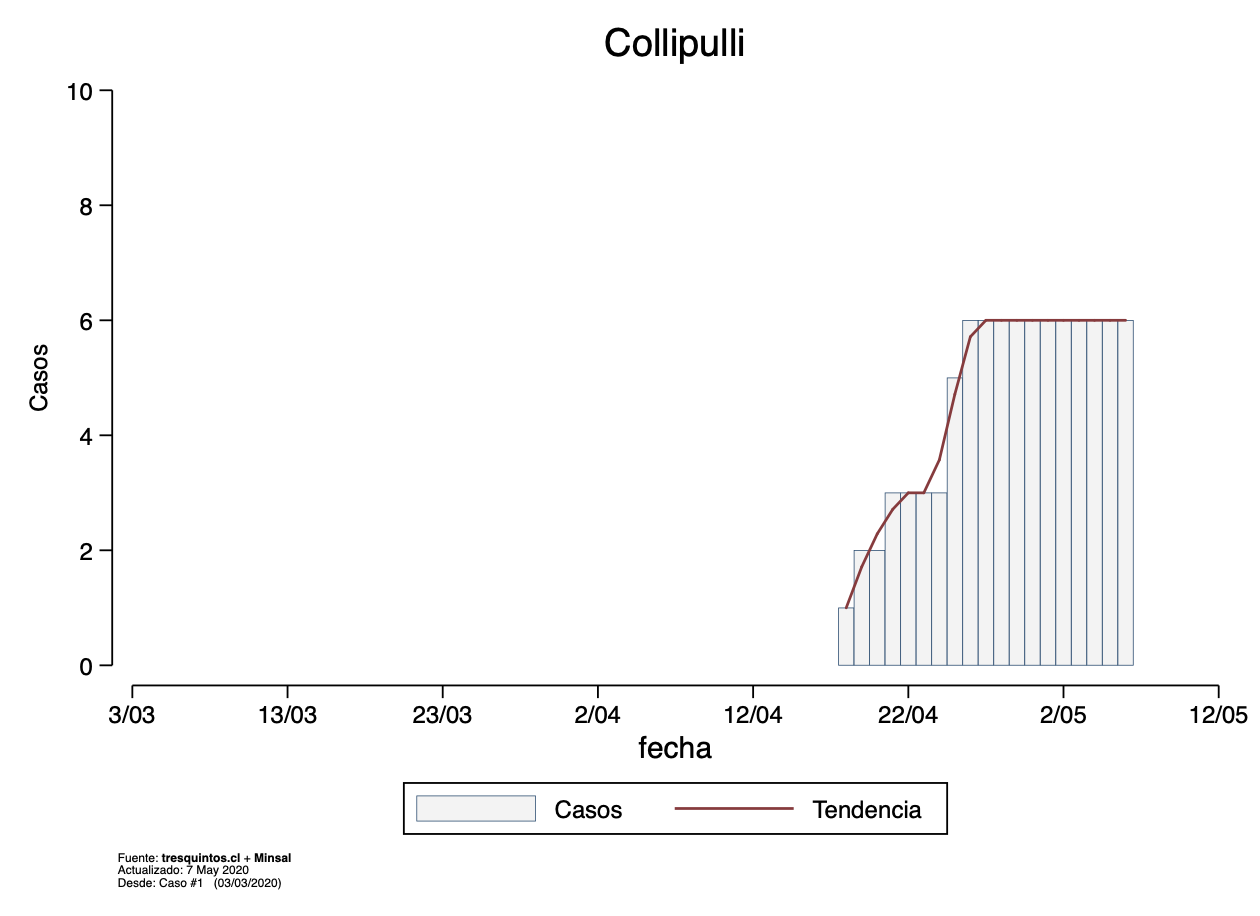 Collipulli
10
8
6
4
2
0
Casos
3/03 13/03 23/03 2/04 12/04 22/04 2/05 12/05
fecha
Casos Tendencia
Fuente: tresquintos.cl + Minsal
Actualizado: 7 May 2020
Desde: Caso #1 (03/03/2020)